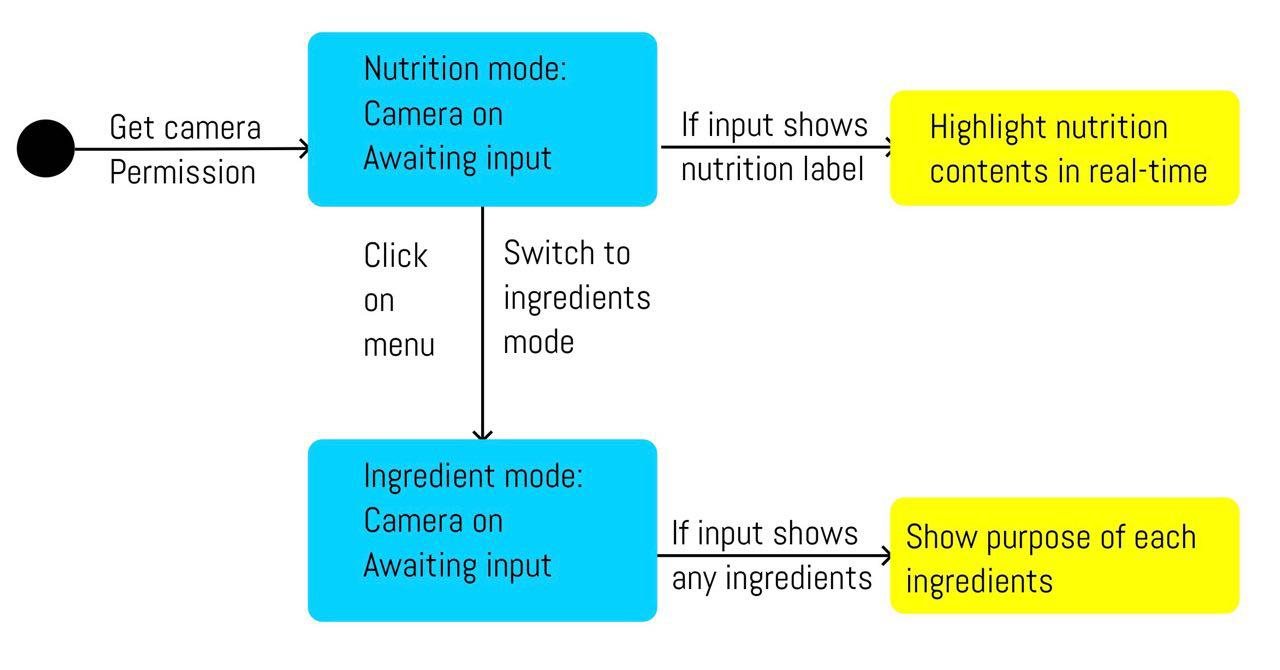 Get camera
Permission
Nutrition mode:
Camera on
Awaiting input
If input shows
nutrition label
Highlight nutrition
contents in real-time
Click
on
menu
Switch to
ingredients
mode
Ingredient mode:
Camera on
Awaiting input
If input shows
any ingredients
Show purpose of each
ingredients